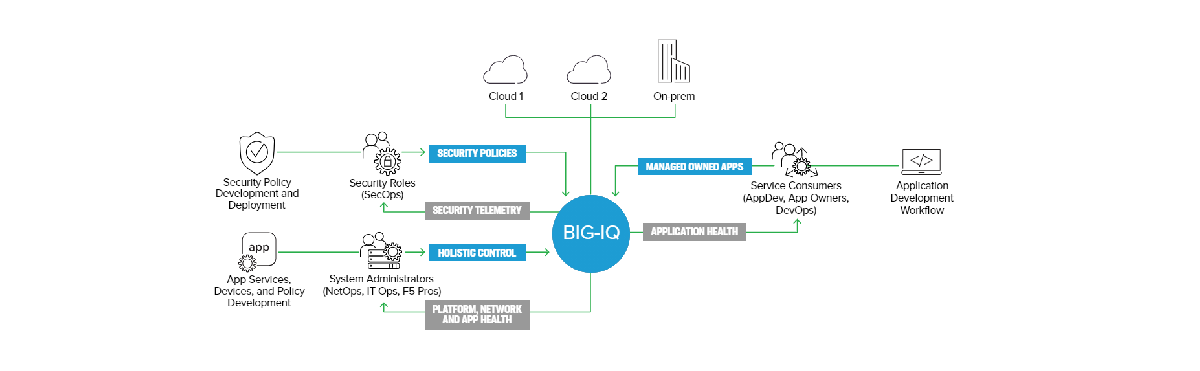 Cloud 1
Cloud 2
On prem
Security Policy
Development and
Deployment
Security Roles
(SecOps)
SECURITY POLICIES
SECURITY TELEMETRY
app
App Services,
Devices, and Policy
Development
System Administrators
(NetOps, IT Ops, F5 Pros)
HOLISTIC CONTROL
PLATFORM, NETWORK
AND APP HEALTH
BIG-IQ
MANAGED OWNED APPS
APPLICATION HEALTH
Service Consumers
(AppDev, App Owners,
DevOps)
</>
Application
Development
Workflow